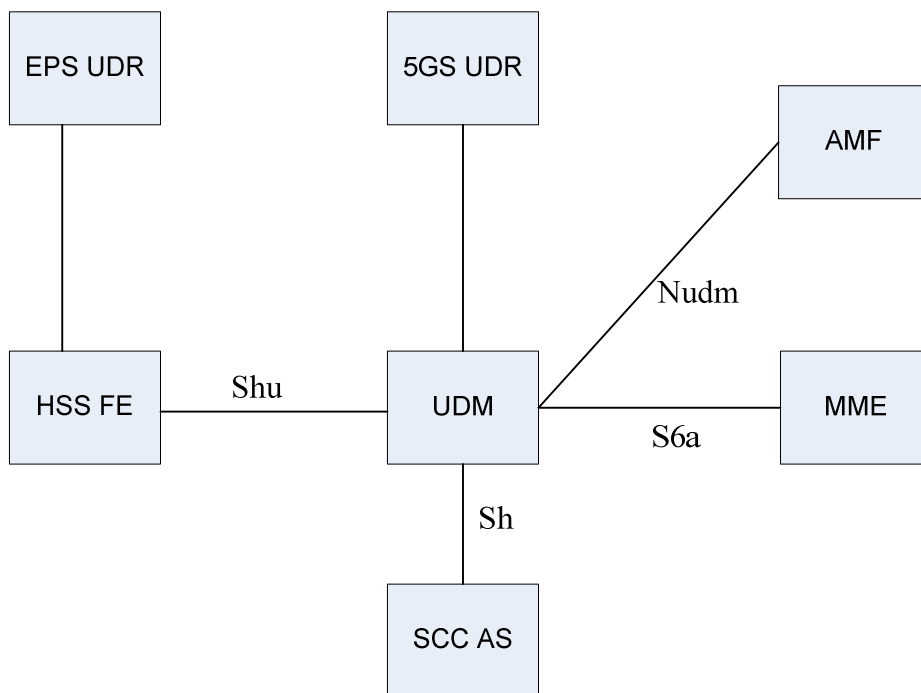 EPS UDR
5GS UDR
AMF
Nudm
HSS FE
Shu
UDM
S6a
MME
Sh
SCC AS